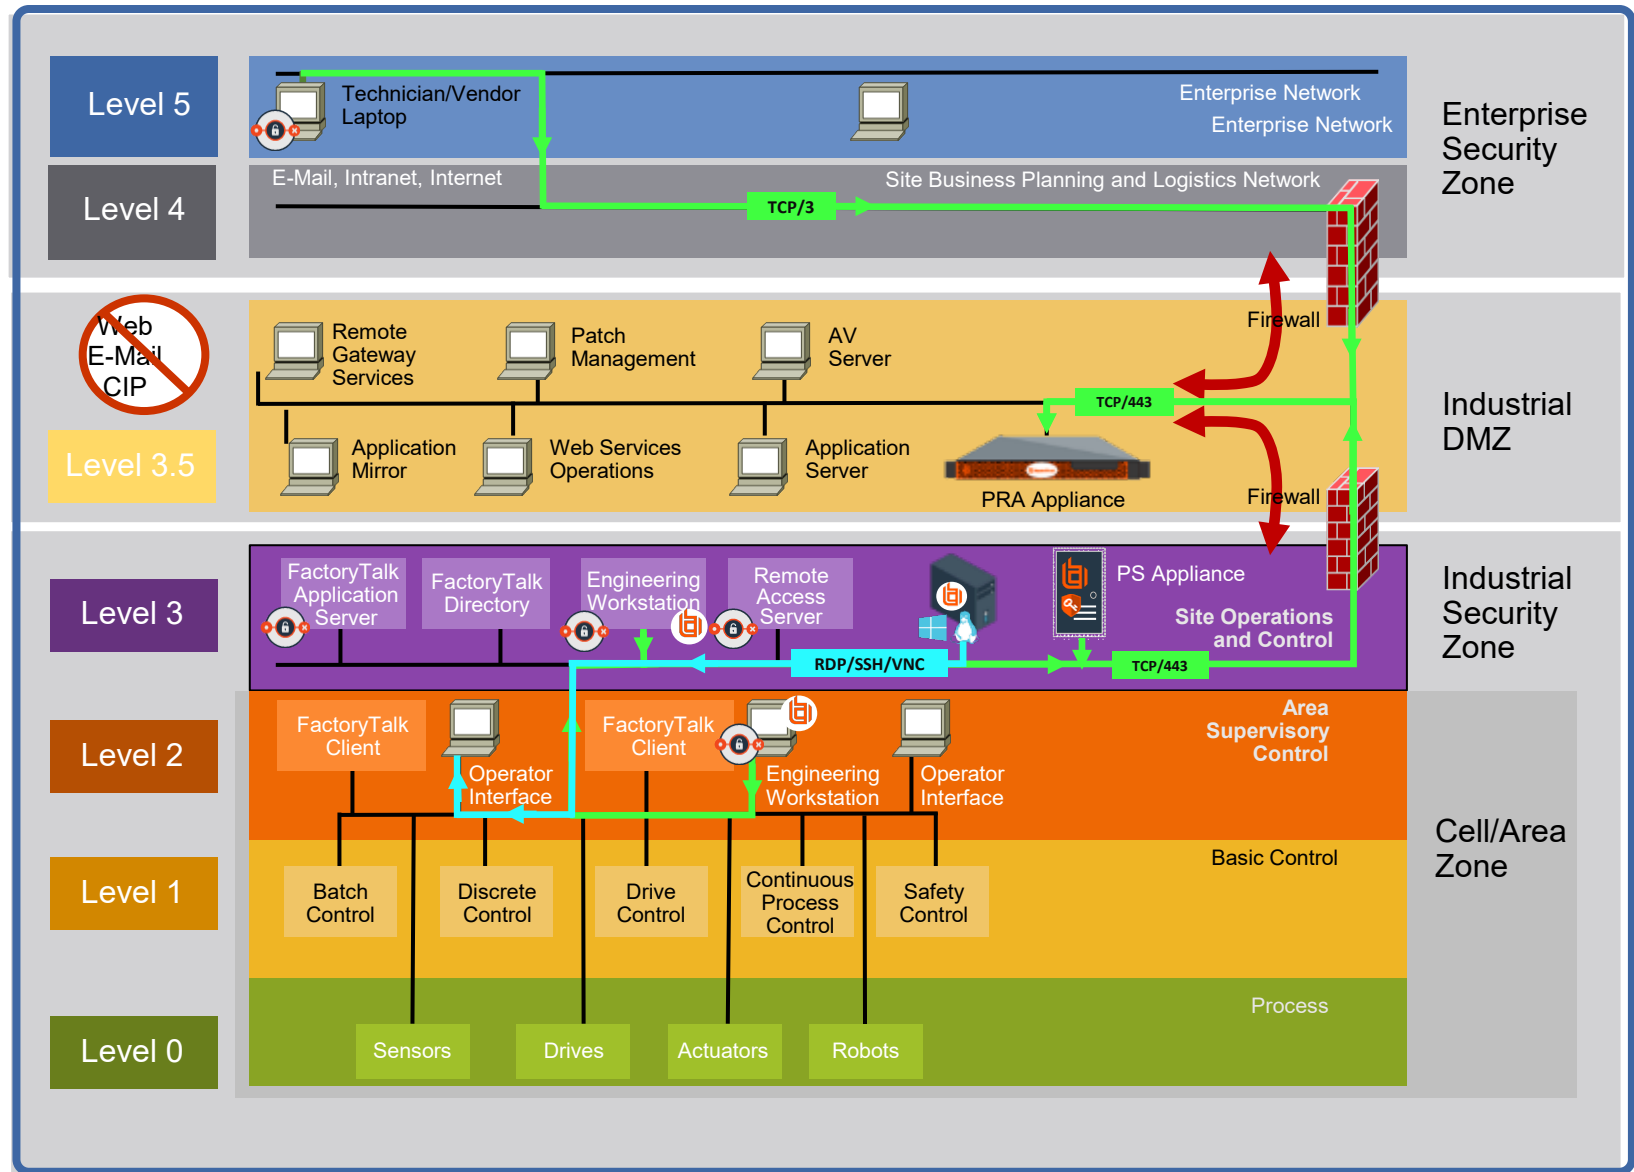 Level 5
Technician/Vendor
Laptop
Enterprise Network
Enterprise Network
Enterprise
Security
Zone
Level 4
E-Mail, Intranet, Internet
Site Business Planning and Logistics Network
TCP/3
Web
E-Mail
CIP
Remote
Gateway
Services
Patch
Management
AV
Server
Firewall
TCP/443
Industrial
DMZ
Level 3.5
Application
Mirror
Web Services
Operations
Application
Server
PRA Appliance
Firewall
Level 3
FactoryTalk
Application
Server
FactoryTalk
Directory
Engineering
Workstation
Remote
Access
Server
PS Appliance
Site Operations
and Control
RDP/SSH/VNC
TCP/443
Industrial
Security
Zone
Level 2
FactoryTalk
Client
Operator
Interface
FactoryTalk
Client
Engineering
Workstation
Operator
Interface
Area
Supervisory
Control
Level 1
Basic Control
Batch
Control
Discrete
Control
Drive
Control
Continuous
Process
Control
Safety
Control
Cell/Area
Zone
Level 0
Process
Sensors
Drives
Actuators
Robots